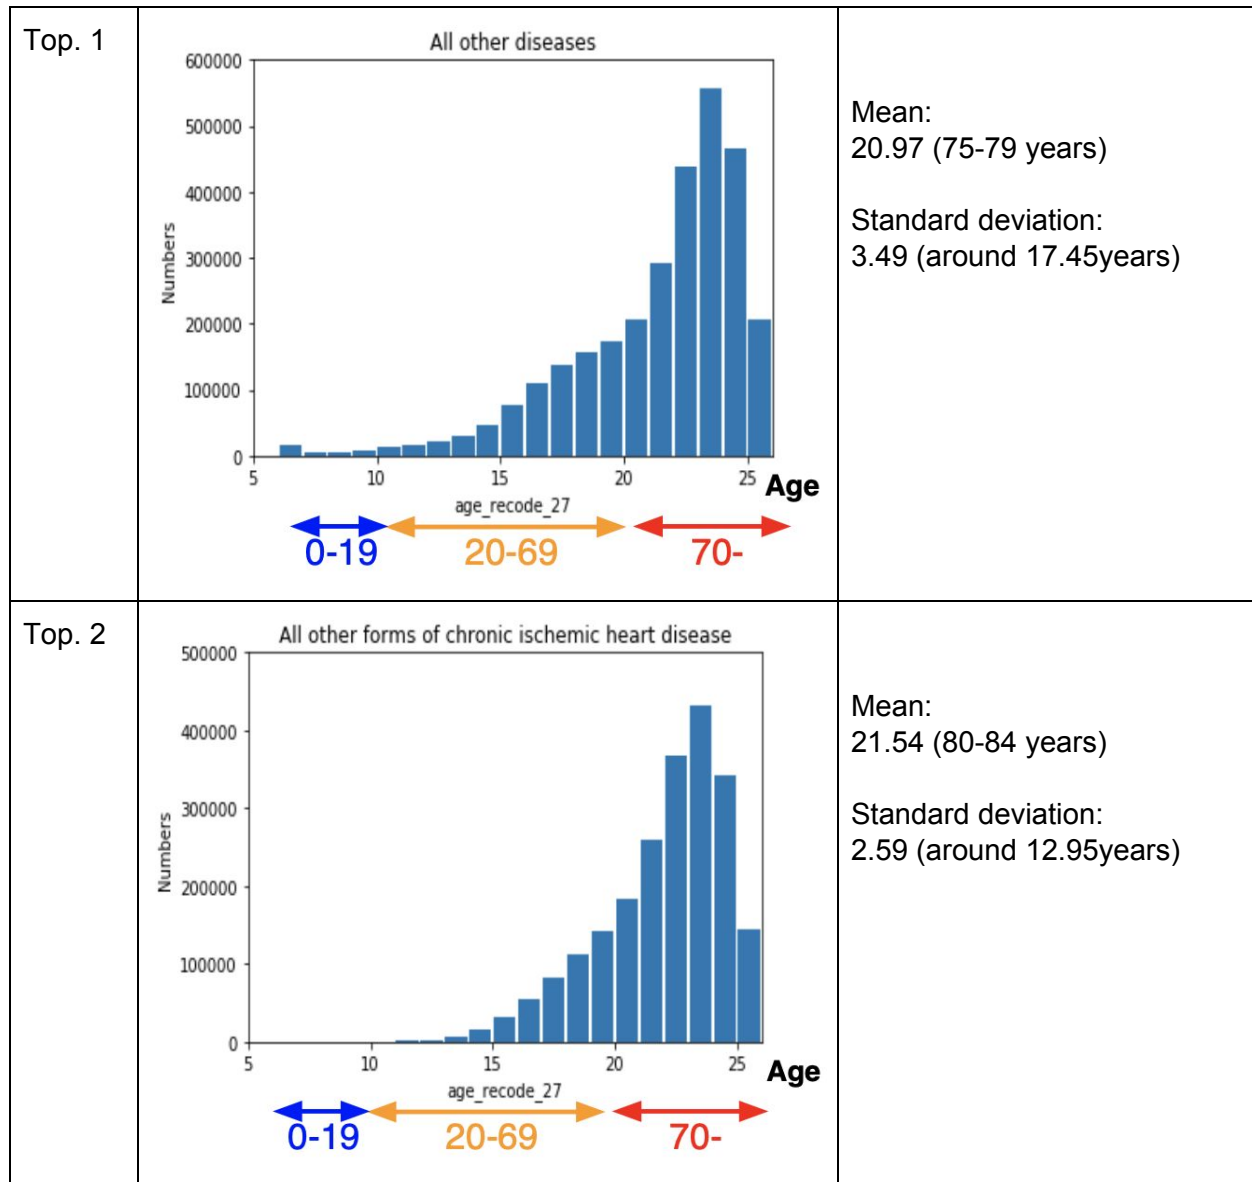 Top. 1
All other diseases
600000
500000
400000
300000
200000
100000
0
Numbers
5 10 15 20 25
Age
age_recode_27
0-19 20-69 70-
Mean:
20.97 (75-79 years)
Standard deviation:
3.49 (around 17.45years)
Top. 2
All other forms of chronic ischemic heart disease
500000
400000
300000
200000
100000
0
Numbers
5 10 15 20 25
Age
age_recode_27
0-19 20-69 70-
Mean:
21.54 (80-84 years)
Standard deviation:
2.59 (around 12.95years)